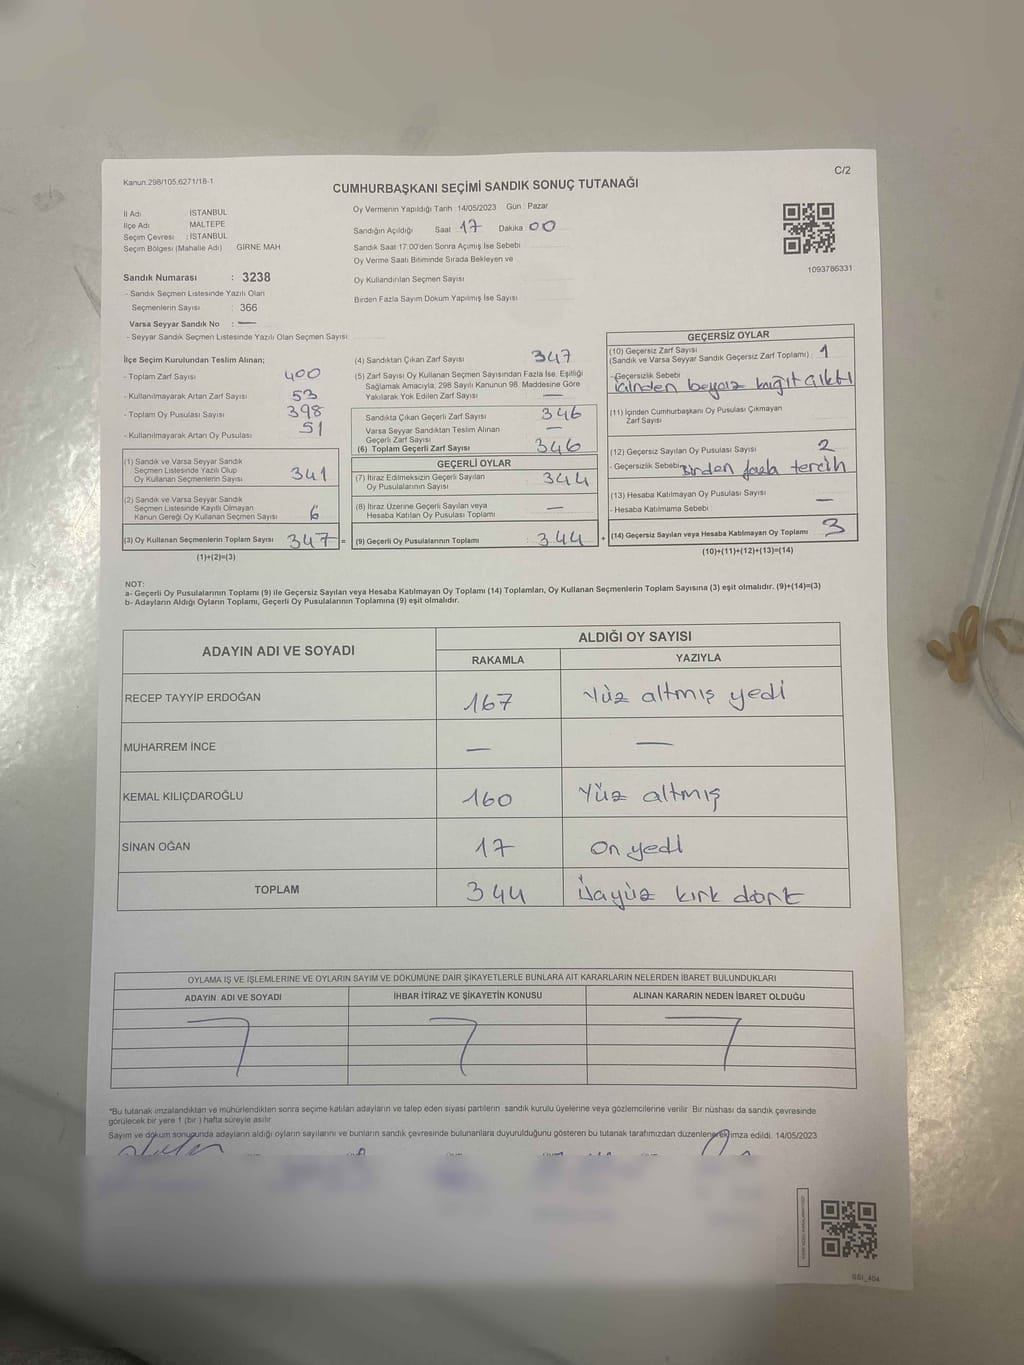 Kanun.298/105.6271/18-1
C/2
CUMHURBAŞKANI SEÇİMİ SANDIK SONUÇ TUTANAĞI
İl Adı İSTANBUL
İlçe Adı MALTEPE
Seçim Çevresi : İSTANBUL
Seçim Bölgesi (Mahalle Adı) GİRNE MAH
Sandık Numarası : 3238
- Sandık Seçmen Listesinde Yazılı Olan
Seçmenlerin Sayısı : 366
Varsa Seyyar Sandık No : —
- Seyyar Sandık Seçmen Listesinde Yazılı Olan Seçmen Sayısı:
Oy Vermenin Yapıldığı Tarih : 14/05/2023 Gün : Pazar
Sandığın Açıldığı Saat 17 Dakika 00
Sandık Saat 17.00'den Sonra Açımış İse Sebebi
Oy Verme Saati Bitiminde Sırada Bekleyen ve
Oy Kullandırılan Seçmen Sayısı
Birden Fazla Sayım Döküm Yapılmış İse Sayısı
1093786331
İlçe Seçim Kurulundan Teslim Alınan;
- Toplam Zarf Sayısı 400
- Kullanılmayarak Artan Zarf Sayısı 53
- Toplam Oy Pusulası Sayısı 398
- Kullanılmayarak Artan Oy Pusulası 51
(1) Sandık ve Varsa Seyyar Sandık
Seçmen Listesinde Yazılı Olup
Oy Kullanan Seçmenlerin Sayısı 341
(2) Sandık ve Varsa Seyyar Sandık
Seçmen Listesinde Kayıtlı Olmayan
Kanun Gereği Oy Kullanan Seçmen Sayısı 6
(3) Oy Kullanan Seçmenlerin Toplam Sayısı 347 =
(1)+(2)=(3)
(4) Sandıktan Çıkan Zarf Sayısı 347
(5) Zarf Sayısı Oy Kullanan Seçmen Sayısından Fazla İse, Eşitliği
Sağlamak Amacıyla, 298 Sayılı Kanunun 98. Maddesine Göre
Yakılarak Yok Edilen Zarf Sayısı —
Sandıkta Çıkan Geçerli Zarf Sayısı 346
Varsa Seyyar Sandıktan Teslim Alınan
Geçerli Zarf Sayısı —
(6) Toplam Geçerli Zarf Sayısı 346
GEÇERLİ OYLAR
(7) İtiraz Edilmeksizin Geçerli Sayılan
Oy Pusulalarının Sayısı 344
(8) İtiraz Üzerine Geçerli Sayılan veya
Hesaba Katılan Oy Pusulası Toplamı —
(9) Geçerli Oy Pusulalarının Toplamı : 344 +
GEÇERSİZ OYLAR
(10) Geçersiz Zarf Sayısı
(Sandık ve Varsa Seyyar Sandık Geçersiz Zarf Toplamı) : 1
- Geçersizlik Sebebi
içinden beyaz kağıt çıktı
(11) İçinden Cumhurbaşkanı Oy Pusulası Çıkmayan
Zarf Sayısı
(12) Geçersiz Sayılan Oy Pusulası Sayısı 2
- Geçersizlik Sebebi Birden fazla tercih
(13) Hesaba Katılmayan Oy Pusulası Sayısı —
- Hesaba Katılmama Sebebi
(14) Geçersiz Sayılan veya Hesaba Katılmayan Oy Toplamı 3
(10)+(11)+(12)+(13)=(14)
NOT:
a- Geçerli Oy Pusulalarının Toplamı (9) ile Geçersiz Sayılan veya Hesaba Katılmayan Oy Toplamı (14) Toplamları, Oy Kullanan Seçmenlerin Toplam Sayısına (3) eşit olmalıdır. (9)+(14)=(3)
b- Adayların Aldığı Oyların Toplamı, Geçerli Oy Pusulalarının Toplamına (9) eşit olmalıdır.
ADAYIN ADI VE SOYADI
ALDIĞI OY SAYISI
RAKAMLA YAZIYLA
RECEP TAYYİP ERDOĞAN 167 Yüz altmış yedi
MUHARREM İNCE — —
KEMAL KILIÇDAROĞLU 160 Yüz altmış
SİNAN OĞAN 17 On yedi
TOPLAM 344 Üçyüz kırk dört
OYLAMA İŞ VE İŞLEMLERİNE VE OYLARIN SAYIM VE DÖKÜMÜNE DAİR ŞİKAYETLERLE BUNLARA AİT KARARLARIN NELERDEN İBARET BULUNDUKLARI
ADAYIN ADI VE SOYADI İHBAR İTİRAZ VE ŞİKAYETİN KONUSU ALINAN KARARIN NEDEN İBARET OLDUĞU
*Bu tutanak imzalandıktan ve mühürlendikten sonra seçime katılan adayların ve talep eden siyasi partilerin sandık kurulu üyelerine veya gözlemcilerine verilir. Bir nüshası da sandık çevresinde
görülecek bir yere 1 (bir ) hafta süreyle asılır
Sayım ve döküm sonucunda adayların aldığı oyların sayılarını ve bunların sandık çevresinde bulunanlara duyurulduğunu gösteren bu tutanak tarafımızdan düzenlenerek imza edildi. 14/05/2023
SSI_404